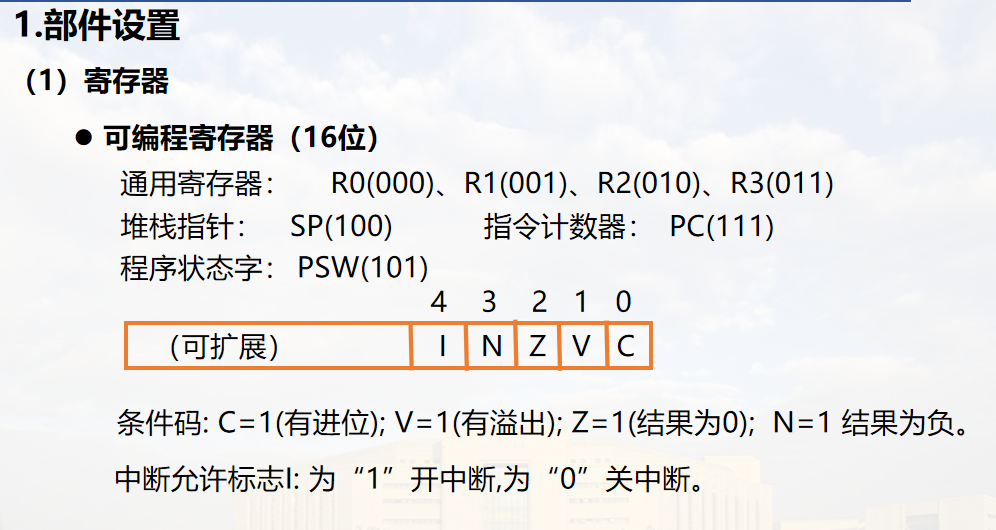 1.部件设置
（1）寄存器
● 可编程寄存器（16位）
通用寄存器： R0(000)、R1(001)、R2(010)、R3(011)
堆栈指针： SP(100) 指令计数器： PC(111)
程序状态字： PSW(101)
4 3 2 1 0
（可扩展） I N Z V C
条件码: C=1(有进位); V=1(有溢出); Z=1(结果为0); N=1 结果为负。
中断允许标志I: 为“1”开中断,为“0”关中断。